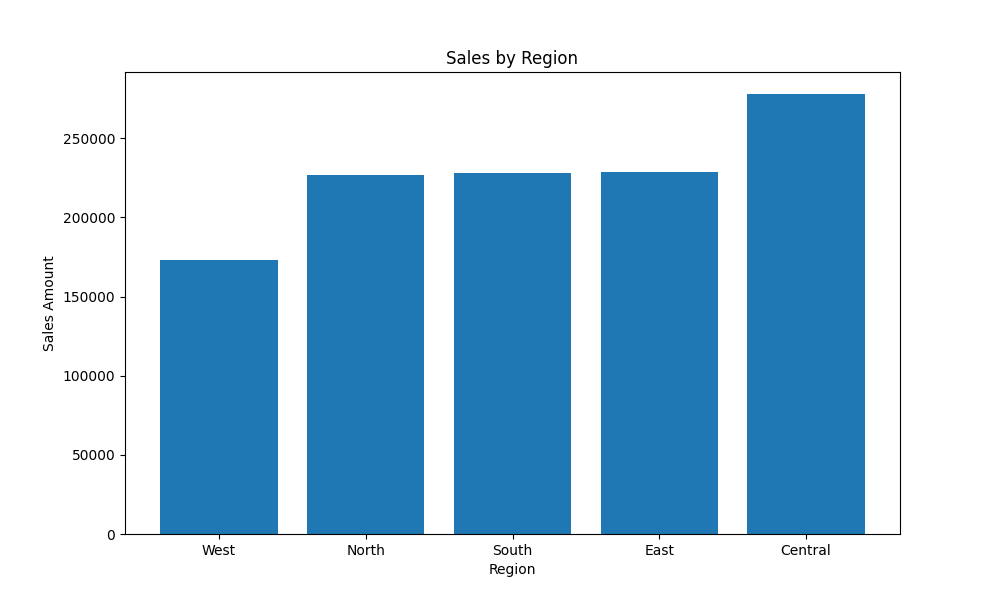 Sales by Region
Sales Amount
250000
200000
150000
100000
50000
0
West North South East Central
Region